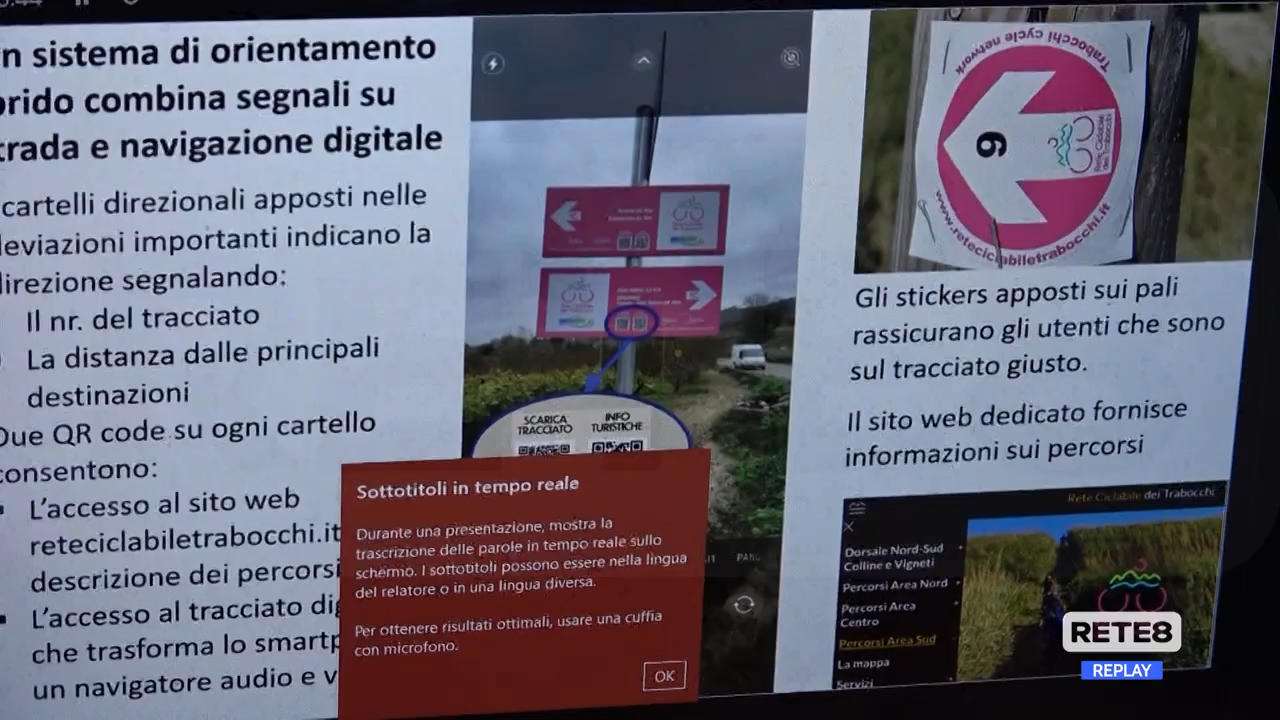 n sistema di orientamento
brido combina segnali su
trada e navigazione digitale
cartelli direzionali apposti nelle
deviazioni importanti indicano la
direzione segnalando:
Il nr. del tracciato
La distanza dalle principali
destinazioni
Due QR code su ogni cartello
consentono:
L'accesso al sito web
reteciclabiletrabocchi.it
descrizione dei percorsi
L'accesso al tracciato dig
che trasforma lo smartp
un navigatore audio e v
SCARICA
TRACCIATO
INFO
TURISTICHE
Sottotitoli in tempo reale
Durante una presentazione, mostra la
trascrizione delle parole in tempo reale sullo
schermo. I sottotitoli possono essere nella lingua
del relatore o in una lingua diversa.
Per ottenere risultati ottimali, usare una cuffia
con microfono.
OK
Trabocchi cycle network
6
Rete Ciclabile
dei Trabocchi
www.reteciclabiletrabocchi.it
Gli stickers apposti sui pali
rassicurano gli utenti che sono
sul tracciato giusto.
Il sito web dedicato fornisce
informazioni sui percorsi
Rete Ciclabile dei Trabocchi
Dorsale Nord-Sud
Colline e Vigneti
Percorsi Area Nord
Percorsi Area
Centro
Percorsi Area Sud
La mappa
Servizi
RETE8
REPLAY